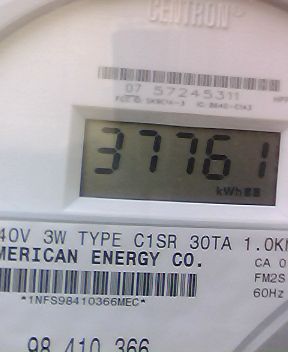 CENTRON
07 57245311
37761
kWh
40V 3W TYPE C1SR 30TA 1.0K
MERICAN ENERGY CO.
CA 0
FM2S
60Hz
*1NFS98410366MEC*
98 410 366